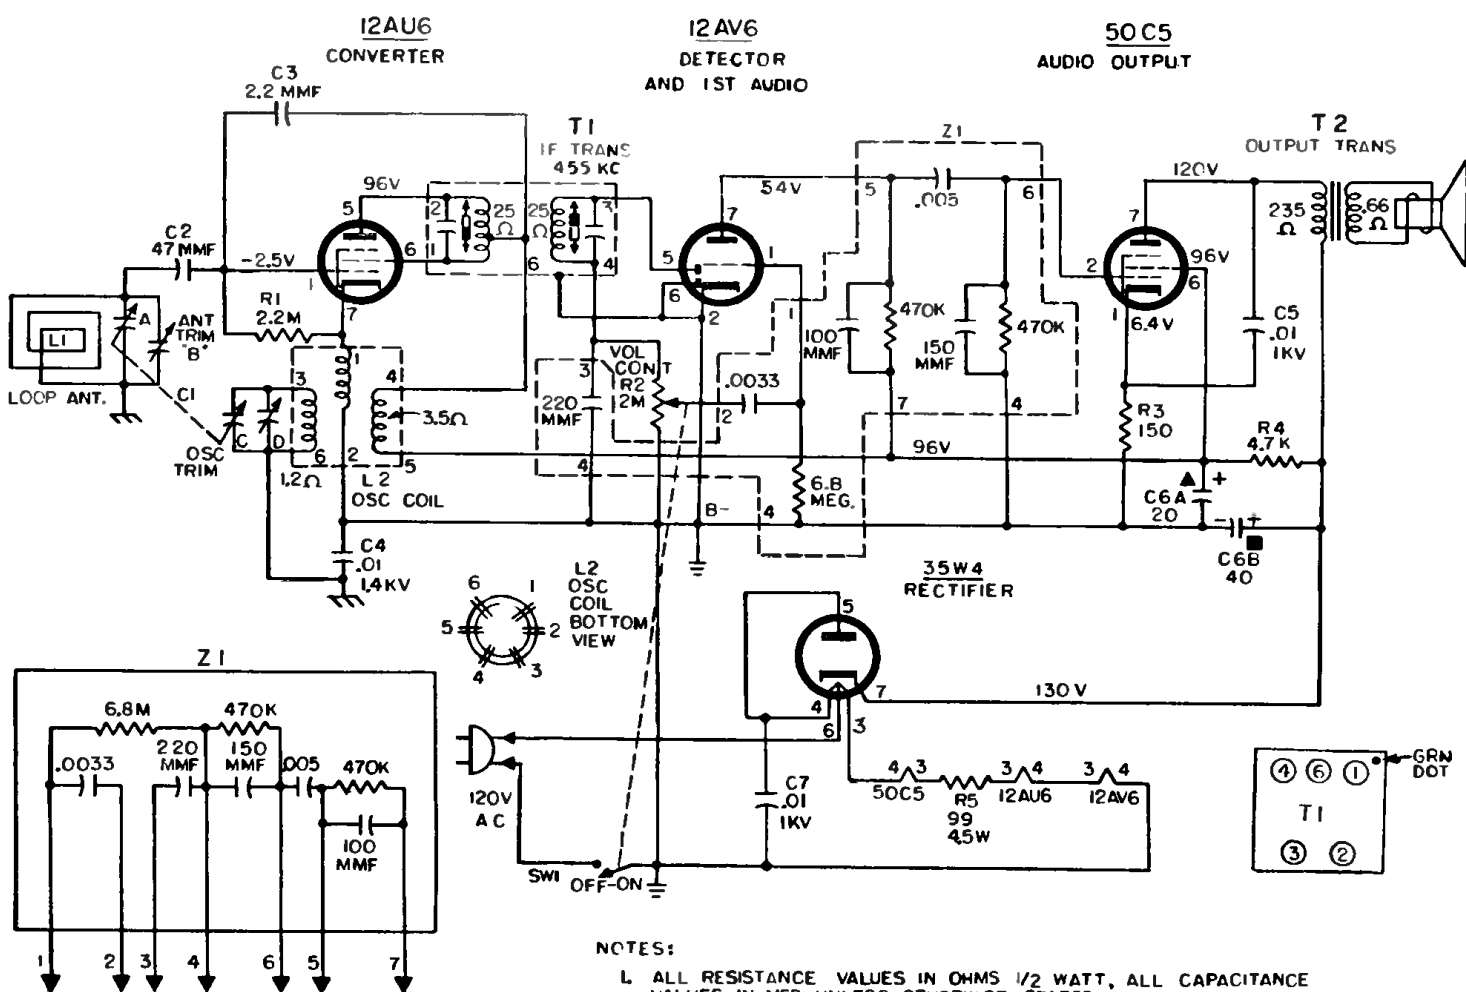 12AU6
CONVERTER
12AV6
DETECTOR
AND 1ST AUDIO
50C5
AUDIO OUTPUT
C3
2.2 MMF
T1
IF TRANS
455 KC
Z1
T2
OUTPUT TRANS
96V
54V
.005
120V
5
2
1
6
25
Ω
25
Ω
3
4
6
7
5
6
1
2
5
6
7
2
1
96V
6
6.4V
235
Ω
.66
Ω
C2
47 MMF
-2.5V
1
7
R1
2.2M
L1
LOOP ANT.
A
ANT
TRIM
"B"
C1
C
D
OSC
TRIM
3
6
1
2
4
5
3.5Ω
1.2Ω
L2
OSC COIL
3
220
MMF
4
VOL
CONT
R2
2M
.0033
2
1
6.8
MEG.
B-
4
100
MMF
470K
150
MMF
470K
7
4
96V
C5
.01
1KV
R3
150
R4
4.7K
C6A
20
+
-
+
C6B
40
C4
.01
1.4KV
L2
OSC
COIL
BOTTOM
VIEW
6
1
5
2
4
3
35W4
RECTIFIER
5
7
4
6
3
130V
Z1
6.8M
470K
.0033
220
MMF
150
MMF
.005
470K
100
MMF
1
2
3
4
6
5
7
120V
AC
SW1
OFF-ON
C7
.01
1KV
4 3
50C5
R5
99
4.5W
3 4
12AU6
3 4
12AV6
GRN
DOT
4 6 1
T1
3 2
NOTES:
1. ALL RESISTANCE VALUES IN OHMS 1/2 WATT, ALL CAPACITANCE